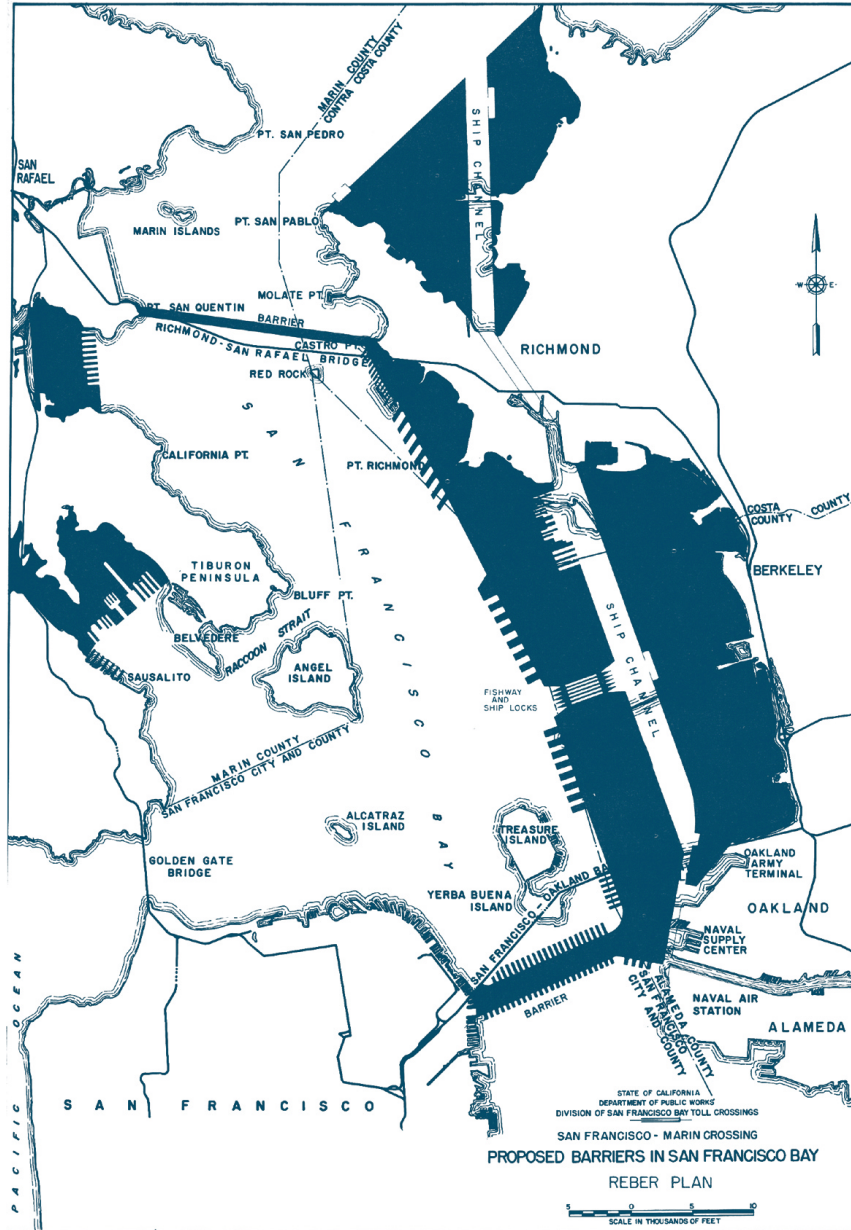 MARIN COUNTY
CONTRA COSTA COUNTY
SHIP CHANNEL
PT. SAN PEDRO
SAN
RAFAEL
PT. SAN PABLO
MARIN ISLANDS
W
E
MOLATE PT.
PT. SAN QUENTIN
BARRIER
RICHMOND-SAN RAFAEL BRIDGE
CASTRO PT.
RICHMOND
RED ROCK
SAN FRANCISCO BAY
CALIFORNIA PT.
PT. RICHMOND
COSTA
COUNTY
COUNTY
TIBURON
PENINSULA
BERKELEY
BLUFF PT.
SHIP CHANNEL
BELVEDERE
RACCOON STRAIT
ANGEL
ISLAND
SAUSALITO
FISHWAY
AND
SHIP LOCKS
MARIN COUNTY
SAN FRANCISCO CITY AND COUNTY
ALCATRAZ
ISLAND
TREASURE
ISLAND
GOLDEN GATE
BRIDGE
OAKLAND
ARMY
TERMINAL
YERBA BUENA
ISLAND
SAN FRANCISCO - OAKLAND BA
OAKLAND
NAVAL
SUPPLY
CENTER
BARRIER
ALAMEDA COUNTY
SAN FRANCISCO
CITY AND COUNTY
NAVAL AIR
STATION
ALAMEDA
PACIFIC OCEAN
SAN FRANCISCO
STATE OF CALIFORNIA
DEPARTMENT OF PUBLIC WORKS
DIVISION OF SAN FRANCISCO BAY TOLL CROSSINGS
SAN FRANCISCO - MARIN CROSSING
PROPOSED BARRIERS IN SAN FRANCISCO BAY
REBER PLAN
5 0 5 10
SCALE IN THOUSANDS OF FEET